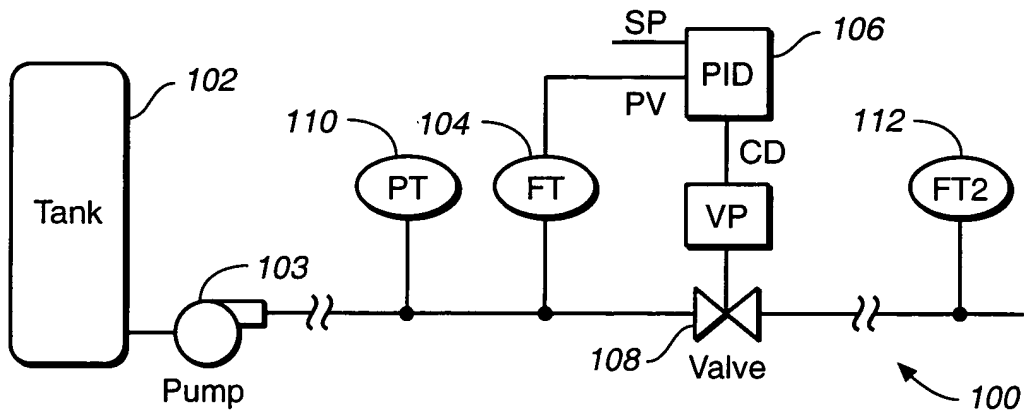 SP
106
PID
102
PV
110
104
112
CD
PT
FT
FT2
Tank
VP
103
108
Valve
Pump
100